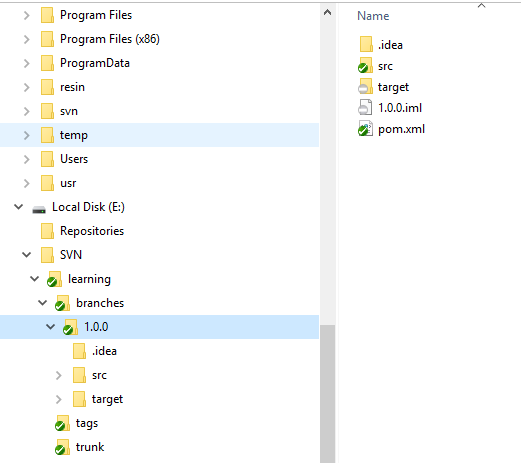 Program Files
Program Files (x86)
ProgramData
resin
svn
temp
Users
usr
Local Disk (E:)
Repositories
SVN
learning
branches
1.0.0
.idea
src
target
tags
trunk
Name
.idea
src
target
1.0.0.iml
pom.xml